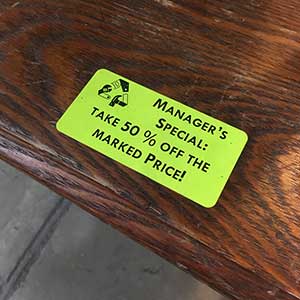 MANAGER'S
SPECIAL:
TAKE 50 % OFF THE
MARKED PRICE!